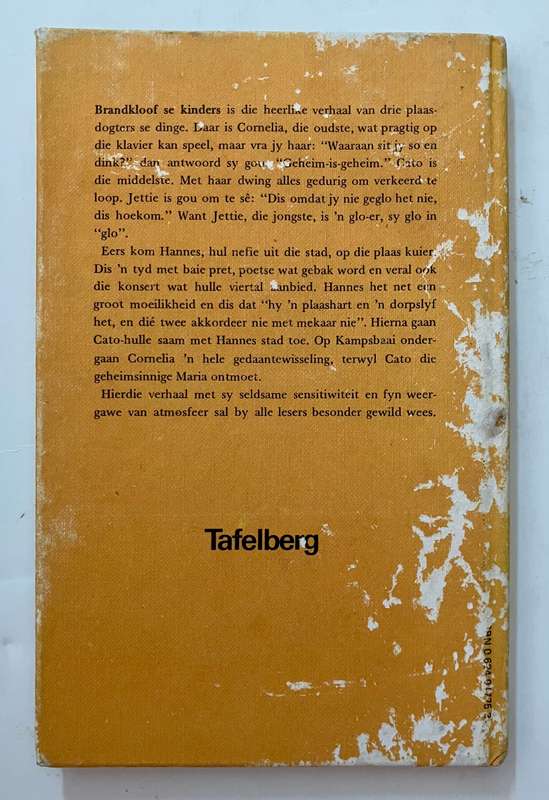 Brandkloof se kinders is die heerlike verhaal van drie plaas-
dogters se dinge. Daar is Cornelia, die oudste, wat pragtig op
die klavier kan speel, maar vra jy haar: "Waaraan sit jy so en
dink?" dan antwoord sy gou: "Geheim-is-geheim." Cato is
die middelste. Met haar dwing alles gedurig om verkeerd te
loop. Jettie is gou om te sê: "Dis omdat jy nie geglo het nie,
dis hoekom." Want Jettie, die jongste, is 'n glo-er, sy glo in
"glo".
Eers kom Hannes, hul nefie uit die stad, op die plaas kuier.
Dis 'n tyd met baie pret, poetse wat gebak word en veral ook
die konsert wat hulle viertal aanbied. Hannes het net een
groot moeilikheid en dis dat "hy 'n plaashart en 'n dorpslyf
het, en dié twee akkordeer nie met mekaar nie". Hierna gaan
Cato-hulle saam met Hannes stad toe. Op Kampsbaai onder-
gaan Cornelia 'n hele gedaantewisseling, terwyl Cato die
geheimsinnige Maria ontmoet.
Hierdie verhaal met sy seldsame sensitiwiteit en fyn weer-
gawe van atmosfeer sal by alle lesers besonder gewild wees.
Tafelberg